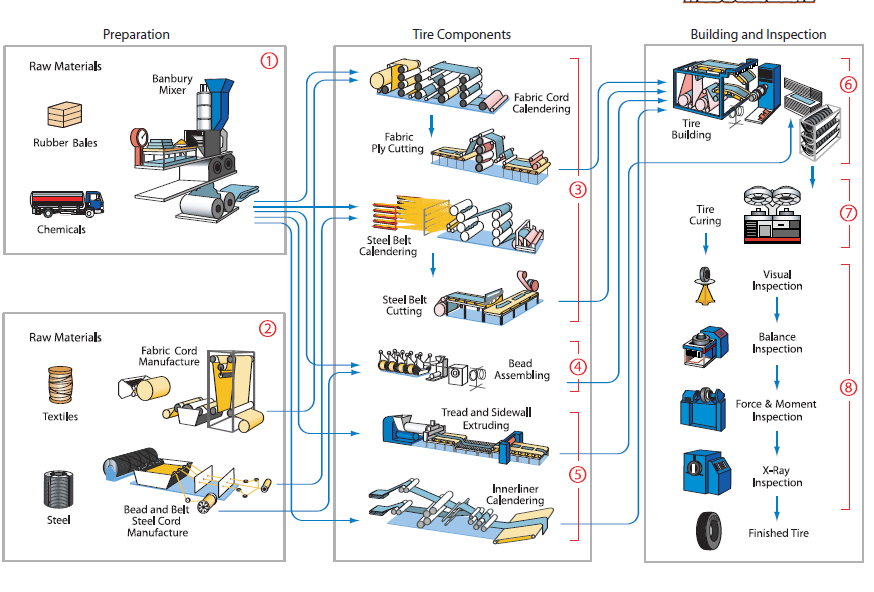 Preparation
Raw Materials
①
Banbury
Mixer
Rubber Bales
Chemicals
Raw Materials
②
Fabric Cord
Manufacture
Textiles
Steel
Bead and Belt
Steel Cord
Manufacture
Tire Components
Fabric Cord
Calendering
Fabric
Ply Cutting
③
Steel Belt
Calendering
Steel Belt
Cutting
Bead
Assembling
④
Tread and Sidewall
Extruding
⑤
Innerliner
Calendering
Building and Inspection
⑥
Tire
Building
Tire
Curing
⑦
Visual
Inspection
Balance
Inspection
⑧
Force & Moment
Inspection
X-Ray
Inspection
Finished Tire